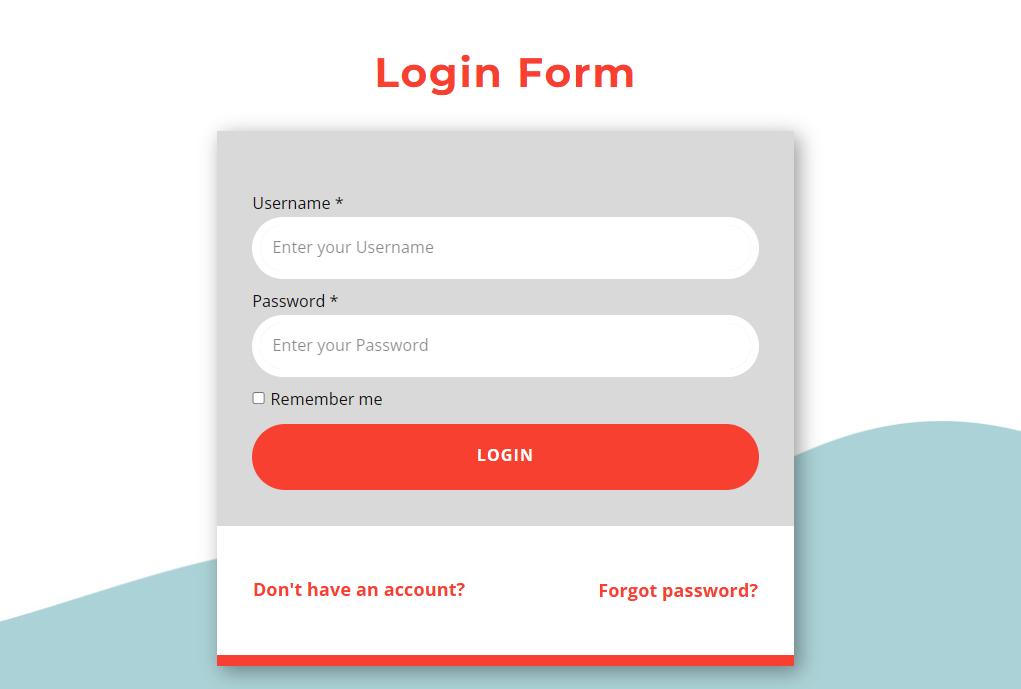 Login Form
Username *
Enter your Username
Password *
Enter your Password
Remember me
LOGIN
Don't have an account?
Forgot password?